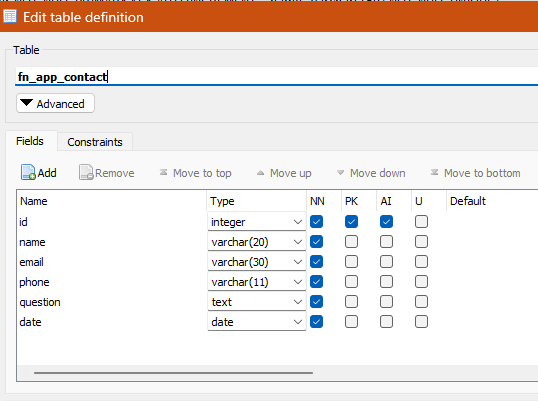 Edit table definition
Table
fn_app_contact
Advanced
Fields Constraints
Add Remove Move to top Move up Move down Move to bottom
Name Type NN PK AI U Default
id integer
name varchar(20)
email varchar(30)
phone varchar(11)
question text
date date